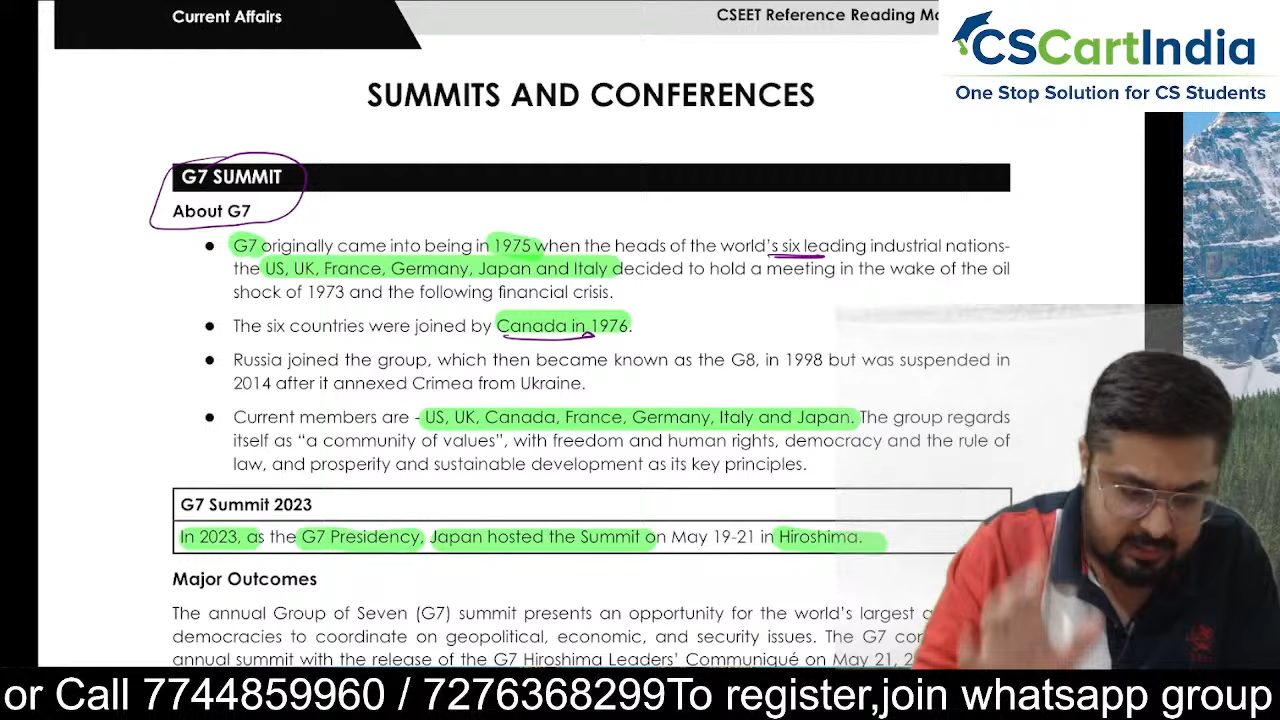 Current Affairs
CSEET Reference Reading
CSCartIndia
One Stop Solution for CS Students
SUMMITS AND CONFERENCES
G7 SUMMIT
About G7
● G7 originally came into being in 1975 when the heads of the world's six leading industrial nations-
the US, UK, France, Germany, Japan and Italy decided to hold a meeting in the wake of the oil
shock of 1973 and the following financial crisis.
● The six countries were joined by Canada in 1976.
● Russia joined the group, which then became known as the G8, in 1998 but was suspended in
2014 after it annexed Crimea from Ukraine.
● Current members are - US, UK, Canada, France, Germany, Italy and Japan. The group regards
itself as "a community of values", with freedom and human rights, democracy and the rule of
law, and prosperity and sustainable development as its key principles.
G7 Summit 2023
In 2023, as the G7 Presidency, Japan hosted the Summit on May 19-21 in Hiroshima.
Major Outcomes
The annual Group of Seven (G7) summit presents an opportunity for the world's largest
democracies to coordinate on geopolitical, economic, and security issues. The G7
annual summit with the release of the G7 Hiroshima Leaders' Communiqué on May 21,
or Call 7744859960 / 7276368299To register,join whatsapp group